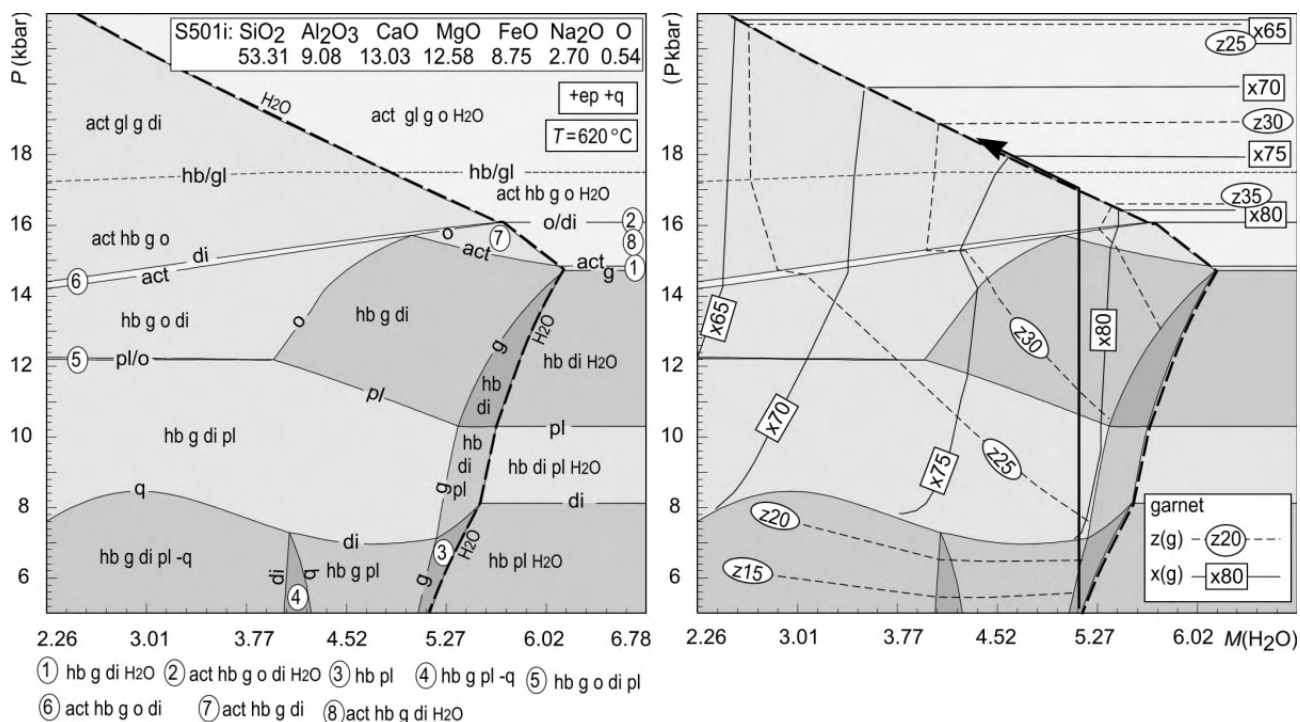 S501i: SiO2 Al2O3 CaO MgO FeO Na2O O
53.31 9.08 13.03 12.58 8.75 2.70 0.54
P (kbar)
18
16
14
12
10
8
6
+ep +q
T=620°C
H2O
act gl g di
act gl g o H2O
hb/gl
hb/gl
act hb g o H2O
act hb g o
o/di
2
8
1
7
o
act
act
g
di
act
6
hb g o di
o
hb g di
g
H2O
hb di H2O
5
pl/o
pl
hb
di
pl
hb g di pl
hb
di
pl
g
hb di pl H2O
di
q
di
hb g di pl -q
di
q
hb g pl
4
g
3
H2O
hb pl H2O
2.26 3.01 3.77 4.52 5.27 6.02 6.78
1 hb g di H2O 2 act hb g o di H2O 3 hb pl 4 hb g pl -q 5 hb g o di pl
6 act hb g o di 7 act hb g di 8 act hb g di H2O
(Pkbar)
18
16
14
12
10
8
6
x65
z25
x70
z30
x75
z35
x80
x65
x80
z30
x70
x75
z25
z20
z15
garnet
z(g) z20
x(g) x80
2.26 3.01 3.77 4.52 5.27 6.02 M(H2O)